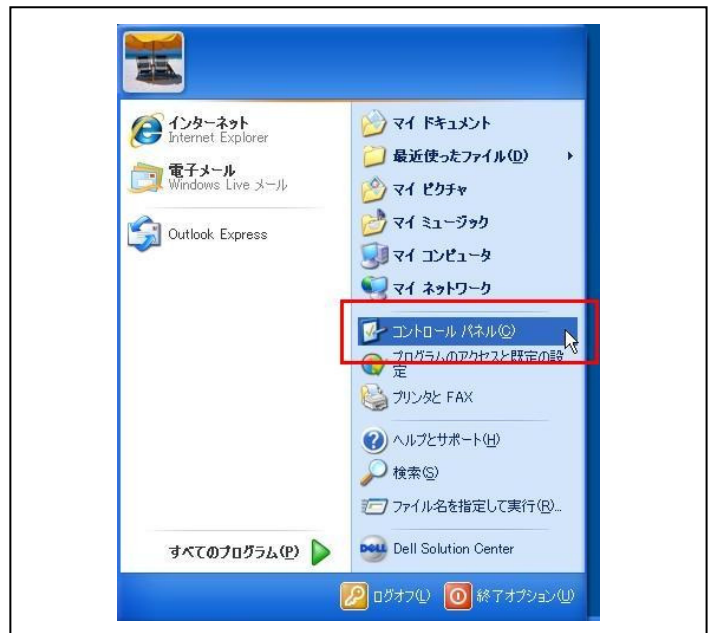 インターネット
Internet Explorer
電子メール
Windows Live メール
Outlook Express
すべてのプログラム(P)
マイ ドキュメント
最近使ったファイル(D)
マイ ピクチャ
マイ ミュージック
マイ コンピュータ
マイ ネットワーク
コントロール パネル(C)
プログラムのアクセスと既定の設
定
プリンタと FAX
ヘルプとサポート(H)
検索(S)
ファイル名を指定して実行(R)...
DELL Dell Solution Center
ログオフ(L)
終了オプション(U)